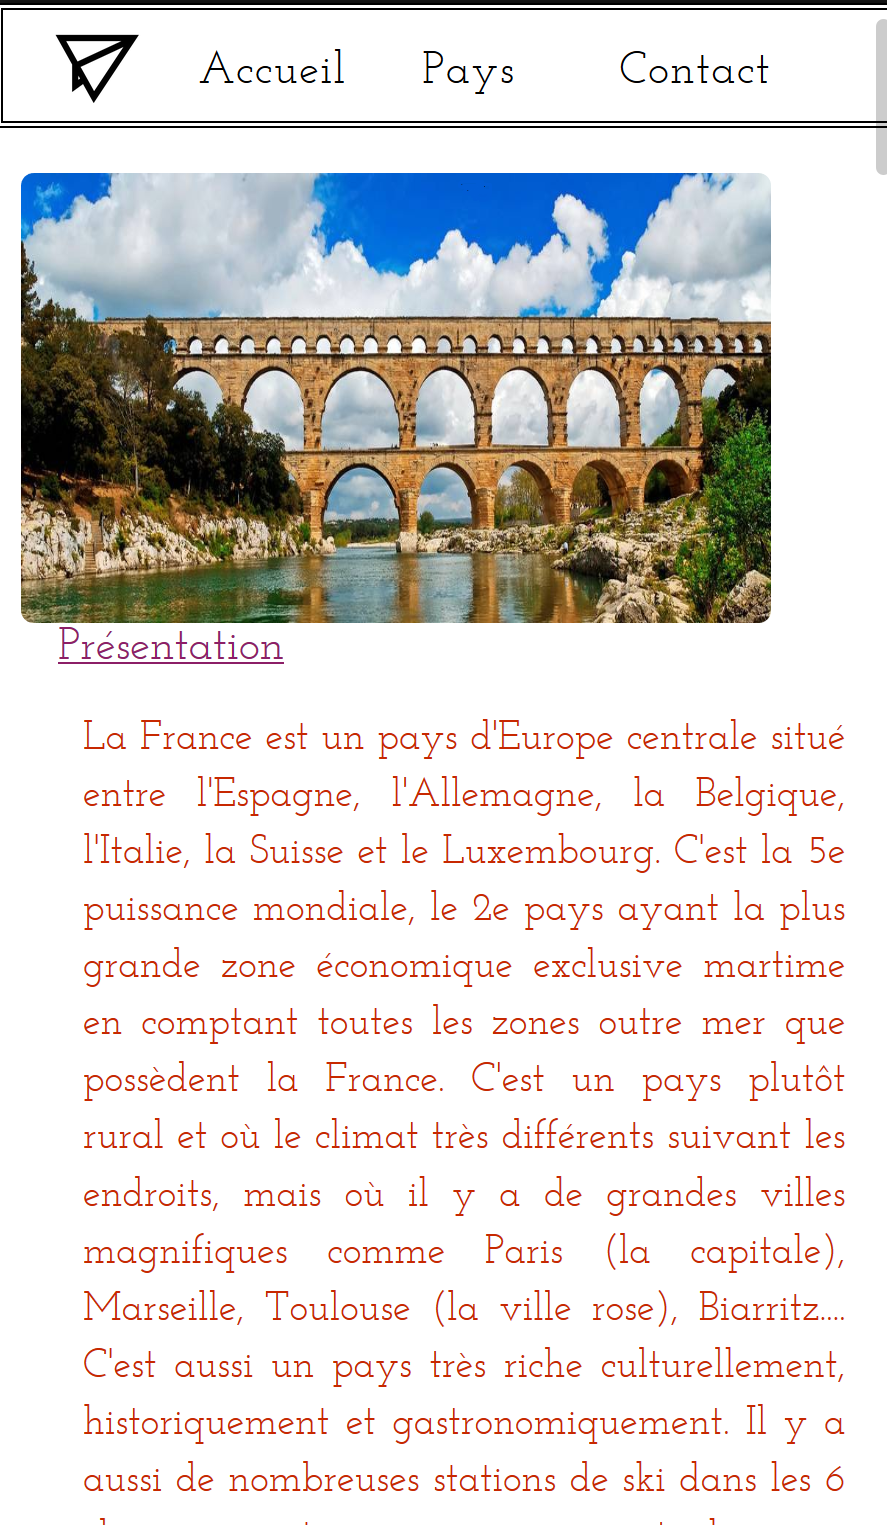 Accueil Pays Contact
Présentation
La France est un pays d'Europe centrale situé
entre l'Espagne, l'Allemagne, la Belgique,
l'Italie, la Suisse et le Luxembourg. C'est la 5e
puissance mondiale, le 2e pays ayant la plus
grande zone économique exclusive martime
en comptant toutes les zones outre mer que
possèdent la France. C'est un pays plutôt
rural et où le climat très différents suivant les
endroits, mais où il y a de grandes villes
magnifiques comme Paris (la capitale),
Marseille, Toulouse (la ville rose), Biarritz....
C'est aussi un pays très riche culturellement,
historiquement et gastronomiquement. Il y a
aussi de nombreuses stations de ski dans les 6